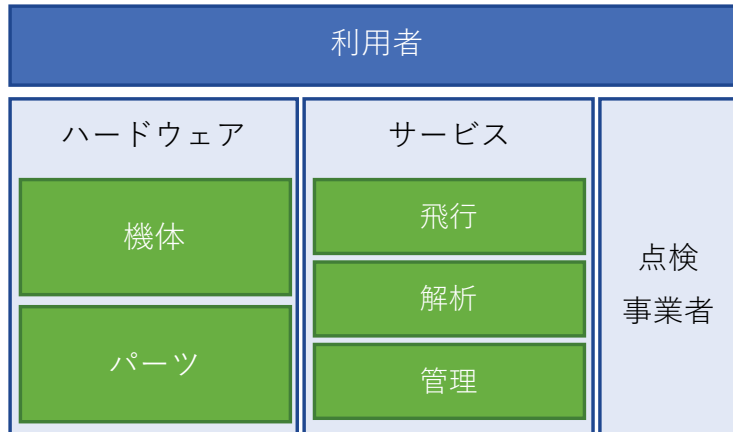 利用者
ハードウェア
機体
パーツ
サービス
飛行
解析
管理
点検
事業者